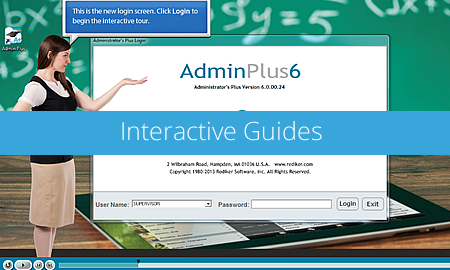 This is the new login screen. Click Login to
begin the interactive tour.
AdminPlus
Administrator's Plus Login
AdminPlus6
Administrator's Plus Version 6.0.00.24
Interactive Guides
2 Wilbraham Road, Hampden, MA 01036 U.S.A. www.rediker.com
Copyright 1980-2013 Rediker Software, Inc. All Rights Reserved.
User Name: SUPERVISOR Password: Login Exit